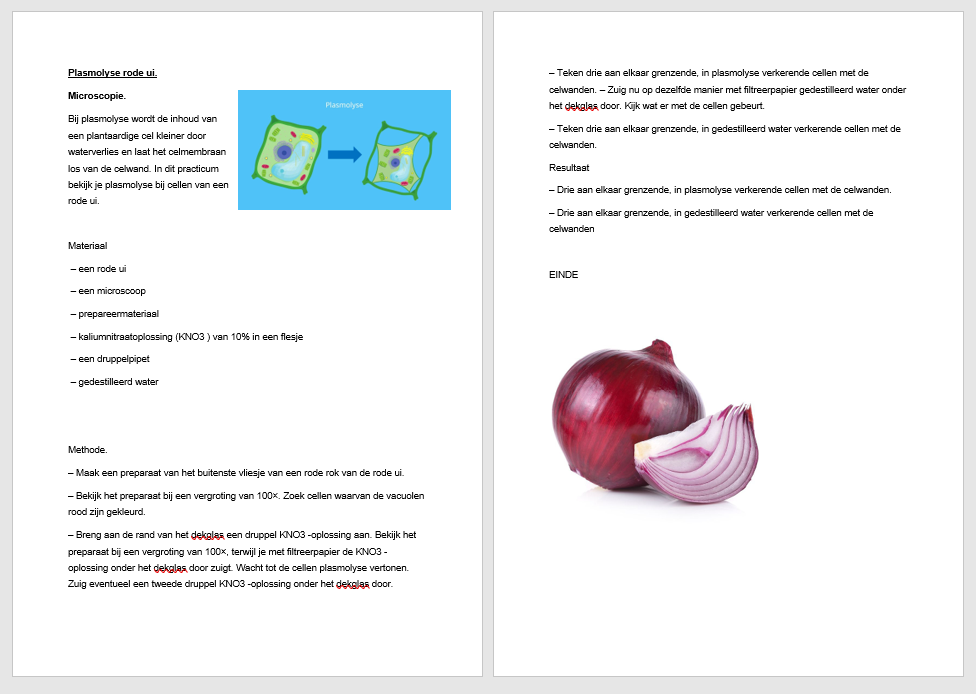 Plasmolyse rode ui.
Microscopie.
Plasmolyse
Bij plasmolyse wordt de inhoud van
een plantaardige cel kleiner door
waterverlies en laat het celmembraan
los van de celwand. In dit practicum
bekijk je plasmolyse bij cellen van een
rode ui.
Materiaal
– een rode ui
– een microscoop
– prepareermateriaal
– kaliumnitraatoplossing (KNO3 ) van 10% in een flesje
– een druppelpipet
– gedestilleerd water
Methode.
– Maak een preparaat van het buitenste vliesje van een rode rok van de rode ui.
– Bekijk het preparaat bij een vergroting van 100×. Zoek cellen waarvan de vacuolen
rood zijn gekleurd.
– Breng aan de rand van het dekglas een druppel KNO3 -oplossing aan. Bekijk het
preparaat bij een vergroting van 100×, terwijl je met filtreerpapier de KNO3 -
oplossing onder het dekglas door zuigt. Wacht tot de cellen plasmolyse vertonen.
Zuig eventueel een tweede druppel KNO3 -oplossing onder het dekglas door.
– Teken drie aan elkaar grenzende, in plasmolyse verkerende cellen met de
celwanden. – Zuig nu op dezelfde manier met filtreerpapier gedestilleerd water onder
het dekglas door. Kijk wat er met de cellen gebeurt.
– Teken drie aan elkaar grenzende, in gedestilleerd water verkerende cellen met de
celwanden.
Resultaat
– Drie aan elkaar grenzende, in plasmolyse verkerende cellen met de celwanden.
– Drie aan elkaar grenzende, in gedestilleerd water verkerende cellen met de
celwanden
EINDE